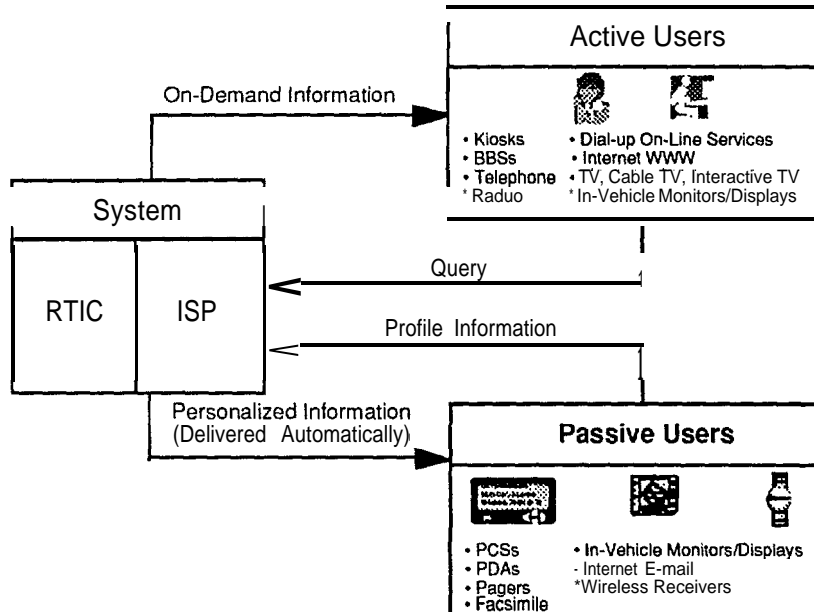 Active Users
On-Demand Information
• Kiosks
• BBSs
• Telephone
* Raduo
• Dial-up On-Line Services
• Internet WWW
• TV, Cable TV, Interactive TV
* In-Vehicle Monitors/Displays
System
RTIC
ISP
Query
Profile Information
Personalized Information
(Delivered Automatically)
Passive Users
• PCSs
• PDAs
• Pagers
• Facsimile
• In-Vehicle Monitors/Displays
- Internet E-mail
*Wireless Receivers